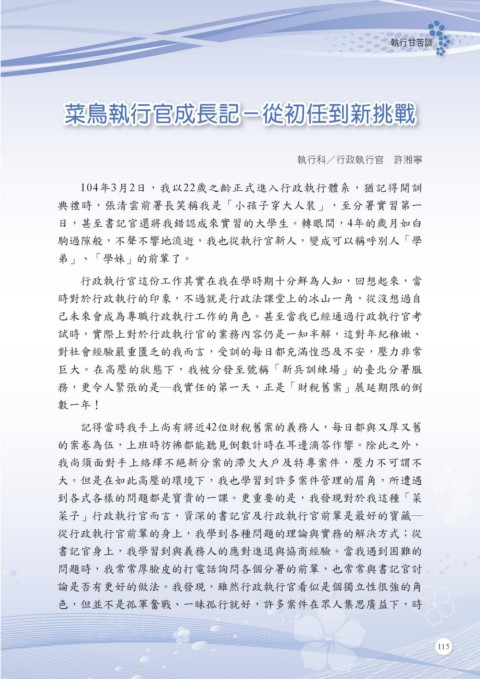 執行甘苦談
菜鳥執行官成長記－從初任到新挑戰
執行科／行政執行官　許湘寧
104年3月2日，我以22歲之齡正式進入行政執行體系，猶記得開訓
典禮時，張清雲前署長笑稱我是「小孩子穿大人裝」，至分署實習第一
日，甚至書記官還將我錯認成來實習的大學生。轉眼間，4年的歲月如白
駒過隙般，不聲不響地流逝，我也從執行官新人，變成可以稱呼別人「學
弟」、「學妹」的前輩了。
行政執行官這份工作其實在我在學時期十分鮮為人知，回想起來，當
時對於行政執行的印象，不過就是行政法課堂上的冰山一角，從沒想過自
己未來會成為專職行政執行工作的角色。甚至當我已經通過行政執行官考
試時，實際上對於行政執行官的業務內容仍是一知半解，這對年紀稚嫩、
對社會經驗嚴重匱乏的我而言，受訓的每日都充滿惶恐及不安，壓力非常
巨大。在高壓的狀態下，我被分發至號稱「新兵訓練場」的臺北分署服
務，更令人緊張的是─我實任的第一天，正是「財稅舊案」展延期限的倒
數一年！
記得當時我手上尚有將近42位財稅舊案的義務人，每日都與又厚又舊
的案卷為伍，上班時彷彿都能聽見倒數計時在耳邊滴答作響。除此之外，
我尚須面對手上絡繹不絕新分案的滯欠大戶及特專案件，壓力不可謂不
大。但是在如此高壓的環境下，我也學習到許多案件管理的眉角，所遭遇
到各式各樣的問題都是寶貴的一課。更重要的是，我發現對於我這種「菜
菜子」行政執行官而言，資深的書記官及行政執行官前輩是最好的寶藏─
從行政執行官前輩的身上，我學到各種問題的理論與實務的解決方式；從
書記官身上，我學習到與義務人的應對進退與協商經驗。當我遇到困難的
問題時，我常常厚臉皮的打電話詢問各個分署的前輩，也常常與書記官討
論是否有更好的做法。我發現，雖然行政執行官看似是個獨立性很強的角
色，但並不是孤軍奮戰、一昧孤行就好，許多案件在眾人集思廣益下，時
115